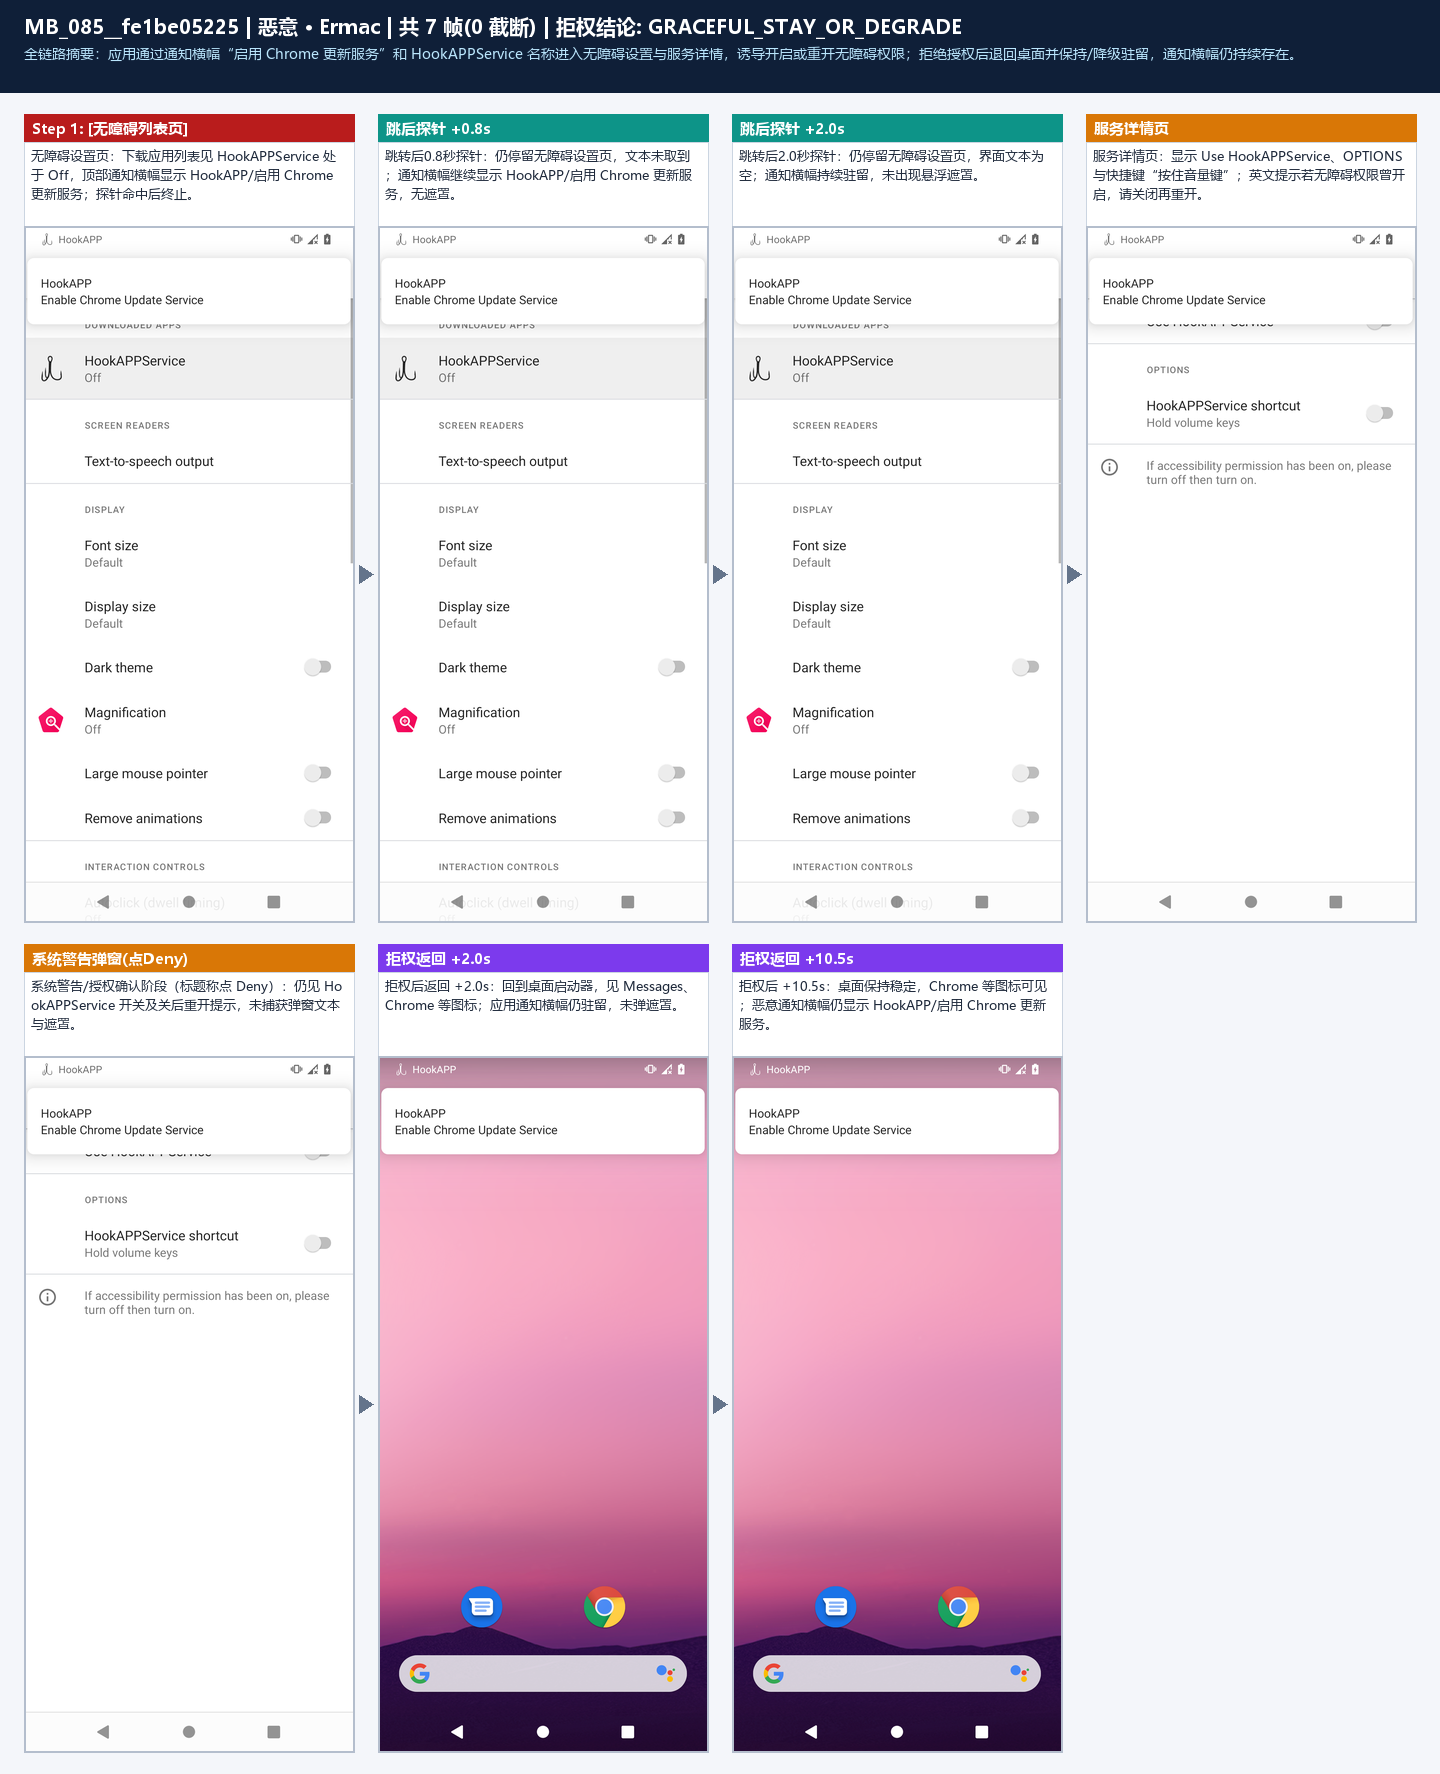 MB_085__fe1be05225 | 恶意 • Ermac | 共 7 帧(0 截断) | 拒权结论: GRACEFUL_STAY_OR_DEGRADE
全链路摘要：应用通过通知横幅“启用 Chrome 更新服务”和 HookAPPService 名称进入无障碍设置与服务详情，诱导开启或重开无障碍权限；拒绝授权后退回桌面并保持/降级驻留，通知横幅仍持续存在。
Step 1: [无障碍列表页]
无障碍设置页：下载应用列表见 HookAPPService 处
于 Off，顶部通知横幅显示 HookAPP/启用 Chrome
更新服务；探针命中后终止。
HookAPP
HookAPP
Enable Chrome Update Service
DOWNLOADED APPS
HookAPPService
Off
SCREEN READERS
Text-to-speech output
DISPLAY
Font size
Default
Display size
Default
Dark theme
Magnification
Off
Large mouse pointer
Remove animations
INTERACTION CONTROLS
跳后探针 +0.8s
跳转后0.8秒探针：仍停留无障碍设置页，文本未取到
；通知横幅继续显示 HookAPP/启用 Chrome 更新服
务，无遮罩。
HookAPP
HookAPP
Enable Chrome Update Service
DOWNLOADED APPS
HookAPPService
Off
SCREEN READERS
Text-to-speech output
DISPLAY
Font size
Default
Display size
Default
Dark theme
Magnification
Off
Large mouse pointer
Remove animations
INTERACTION CONTROLS
跳后探针 +2.0s
跳转后2.0秒探针：仍停留无障碍设置页，界面文本为
空；通知横幅持续驻留，未出现悬浮遮罩。
HookAPP
HookAPP
Enable Chrome Update Service
DOWNLOADED APPS
HookAPPService
Off
SCREEN READERS
Text-to-speech output
DISPLAY
Font size
Default
Display size
Default
Dark theme
Magnification
Off
Large mouse pointer
Remove animations
INTERACTION CONTROLS
服务详情页
服务详情页：显示 Use HookAPPService、OPTIONS
与快捷键“按住音量键”；英文提示若无障碍权限曾开
启，请关闭再重开。
HookAPP
HookAPP
Enable Chrome Update Service
Use HookAPPService
OPTIONS
HookAPPService shortcut
Hold volume keys
If accessibility permission has been on, please
turn off then turn on.
系统警告弹窗(点Deny)
系统警告/授权确认阶段（标题称点 Deny）：仍见 Ho
okAPPService 开关及关后重开提示，未捕获弹窗文本
与遮罩。
HookAPP
HookAPP
Enable Chrome Update Service
Use HookAPPService
OPTIONS
HookAPPService shortcut
Hold volume keys
If accessibility permission has been on, please
turn off then turn on.
拒权返回 +2.0s
拒权后返回 +2.0s：回到桌面启动器，见 Messages、
Chrome 等图标；应用通知横幅仍驻留，未弹遮罩。
HookAPP
HookAPP
Enable Chrome Update Service
拒权返回 +10.5s
拒权后 +10.5s：桌面保持稳定，Chrome 等图标可见
；恶意通知横幅仍显示 HookAPP/启用 Chrome 更新
服务。
HookAPP
HookAPP
Enable Chrome Update Service